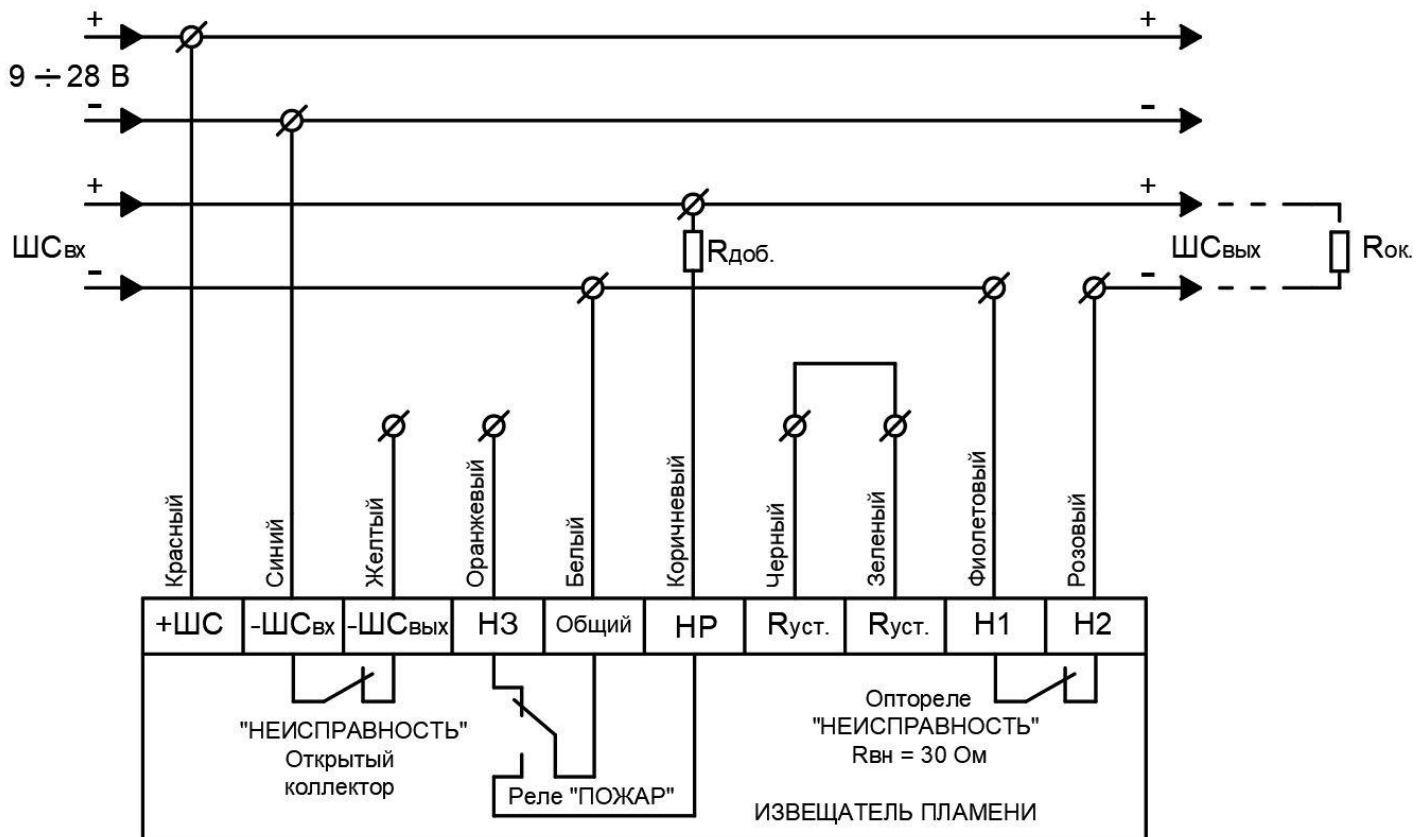 + +
9 ÷ 28 В
- -
+ +
ШСвх Rдоб. ШСвых Rок.
- -
Красный
Синий
Желтый
Оранжевый
Белый
Коричневый
Черный
Зеленый
Фиолетовый
Розовый
+ШС -ШСвх -ШСвых НЗ Общий НР Rуст. Rуст. Н1 Н2
"НЕИСПРАВНОСТЬ"
Открытый
коллектор
Реле "ПОЖАР"
Оптореле
"НЕИСПРАВНОСТЬ"
Rвн = 30 Ом
ИЗВЕЩАТЕЛЬ ПЛАМЕНИ